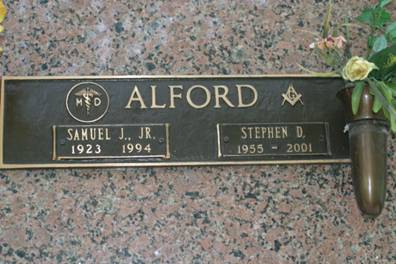 M D
ALFORD
SAMUEL J., JR.
1923 1994
STEPHEN D.
1955 - 2001